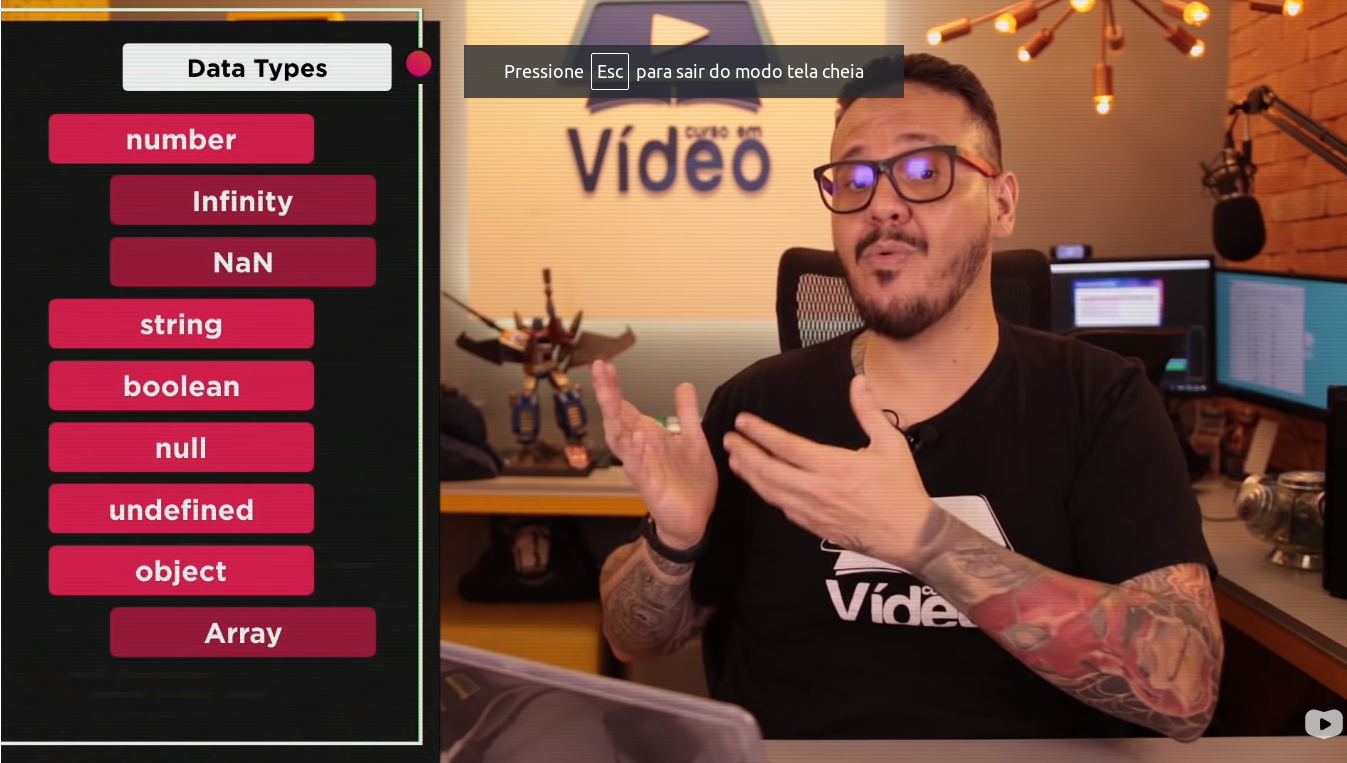 Data Types
number
Infinity
NaN
string
boolean
null
undefined
object
Array
Pressione Esc para sair do modo tela cheia
curso em
Vídeo
Vídeo